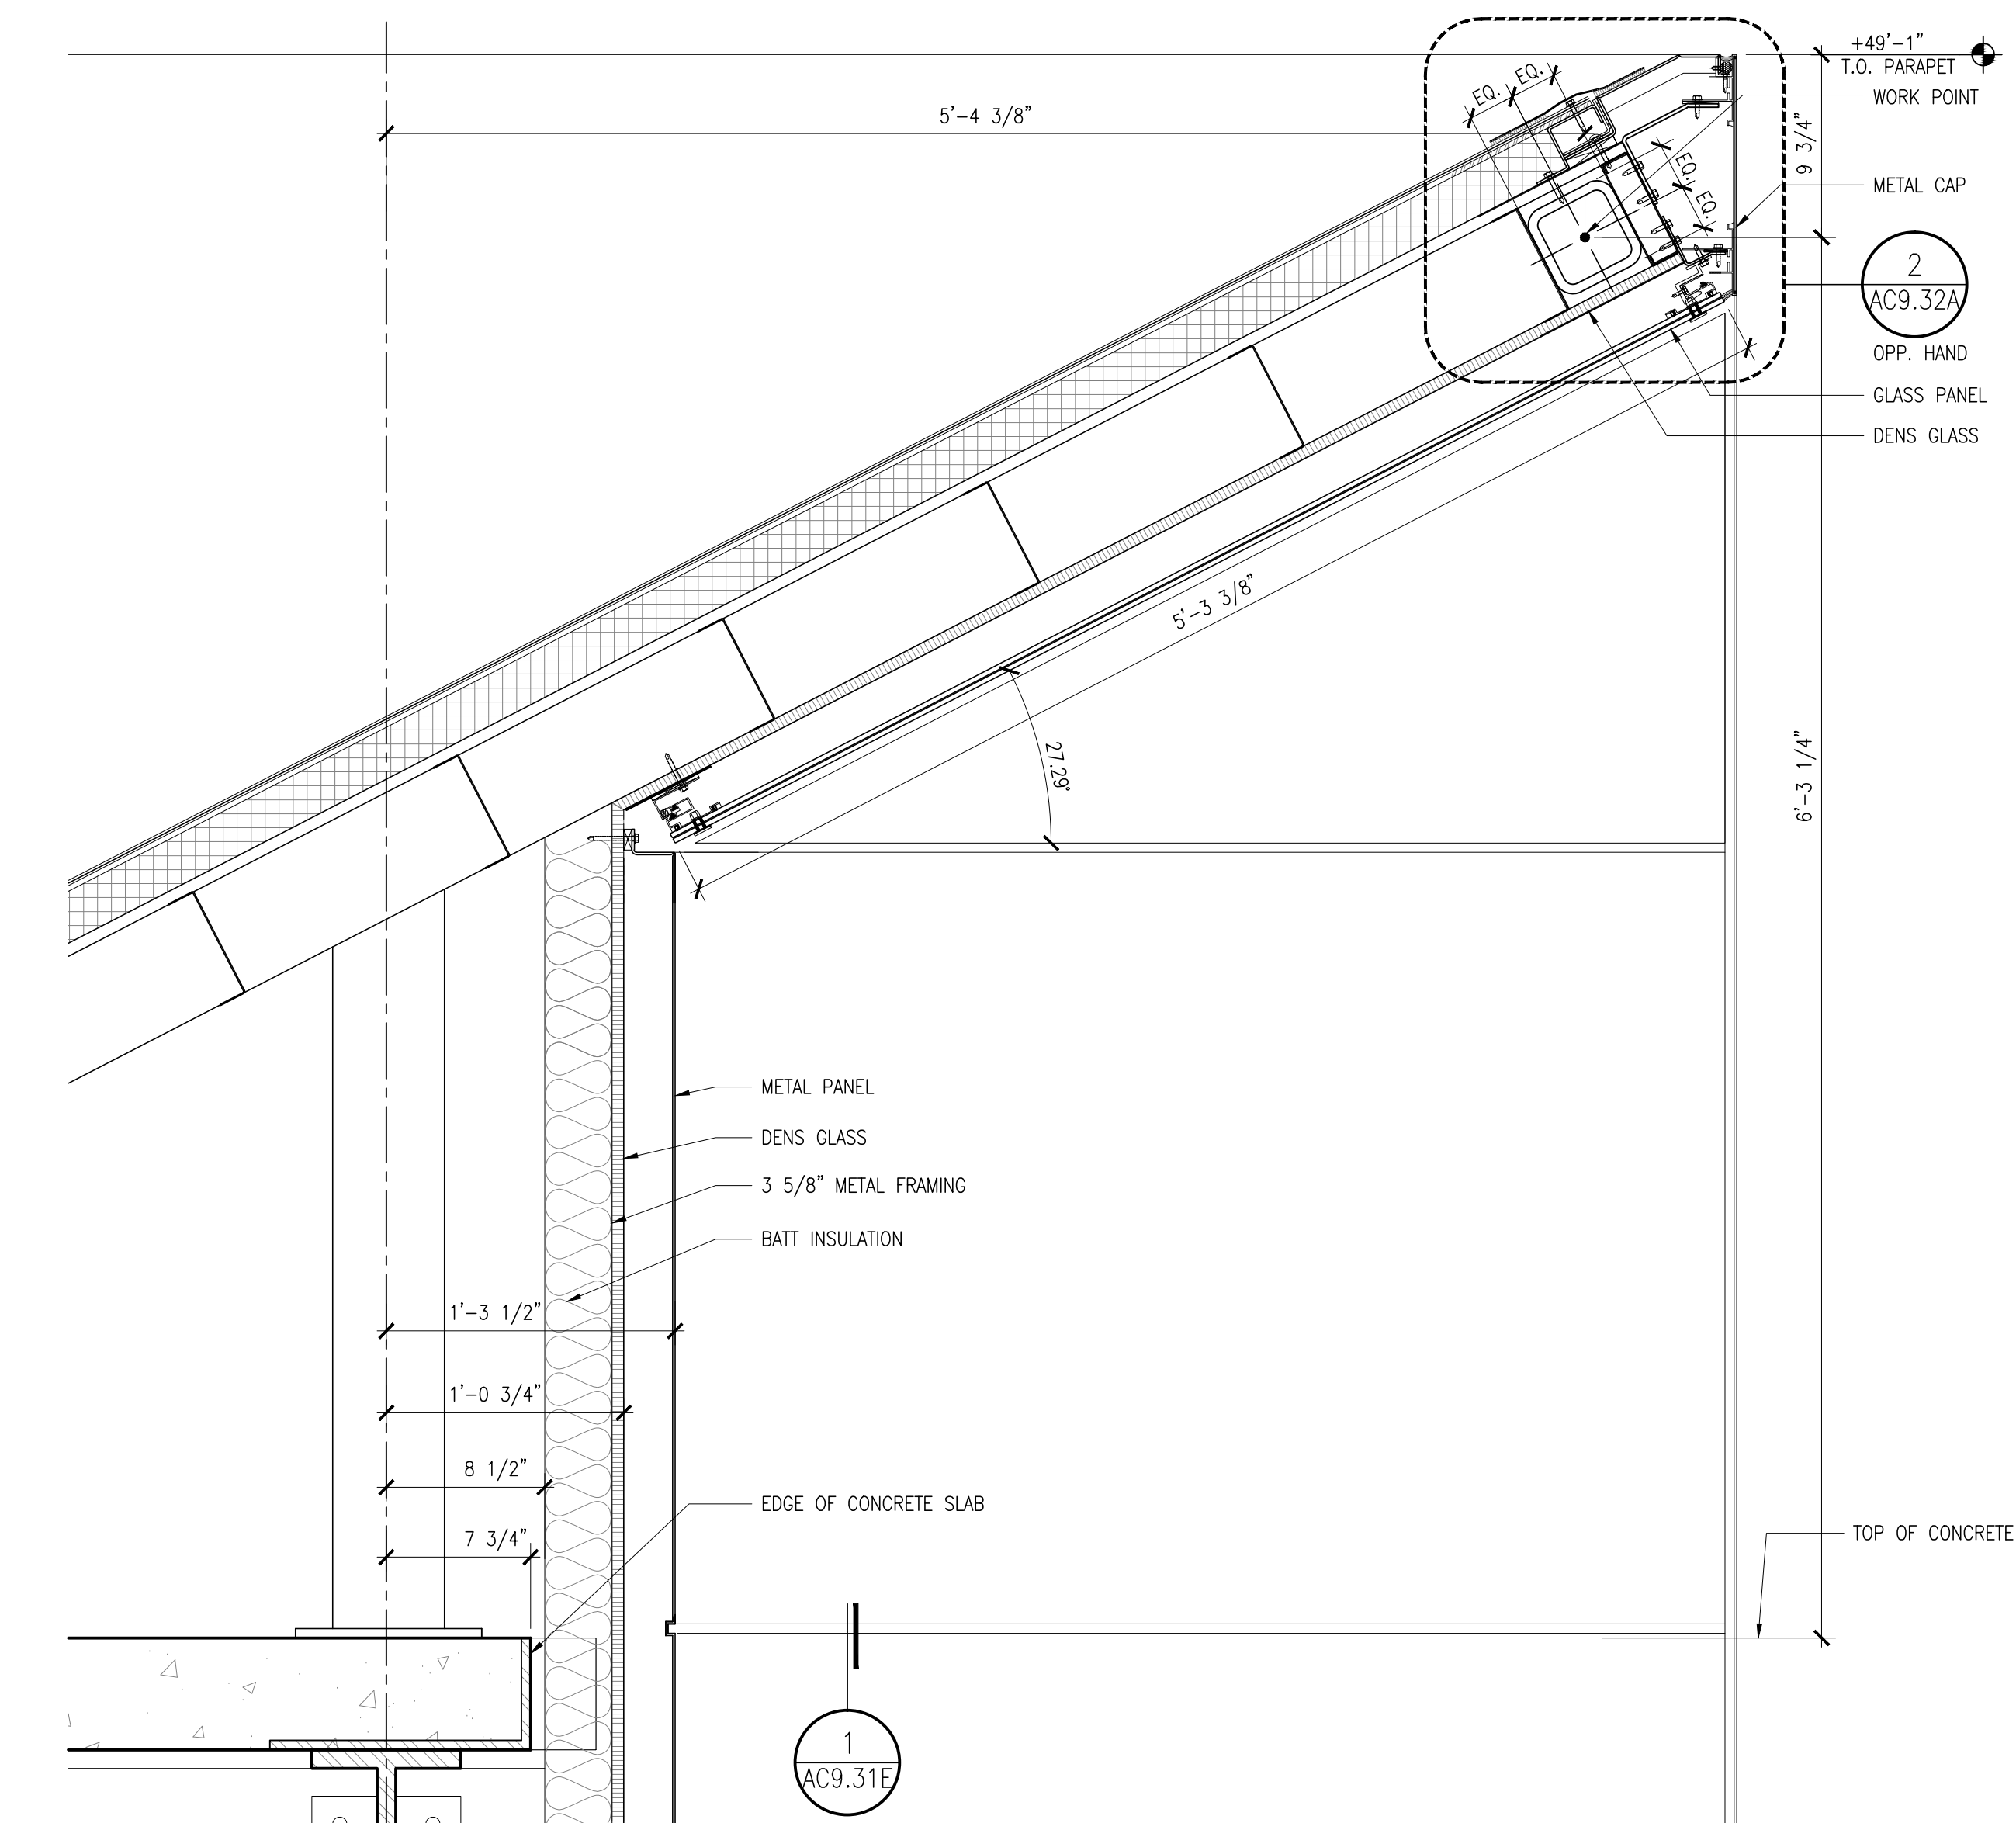 +49'-1"
T.O. PARAPET
WORK POINT
EQ.
EQ.
5'-4 3/8"
9 3/4"
EQ.
EQ.
METAL CAP
2
AC9.32A
OPP. HAND
GLASS PANEL
DENS GLASS
5'-3 3/8"
27.29°
6'-3 1/4"
METAL PANEL
DENS GLASS
3 5/8" METAL FRAMING
BATT INSULATION
1'-3 1/2"
1'-0 3/4"
8 1/2"
EDGE OF CONCRETE SLAB
7 3/4"
TOP OF CONCRETE
1
AC9.31E